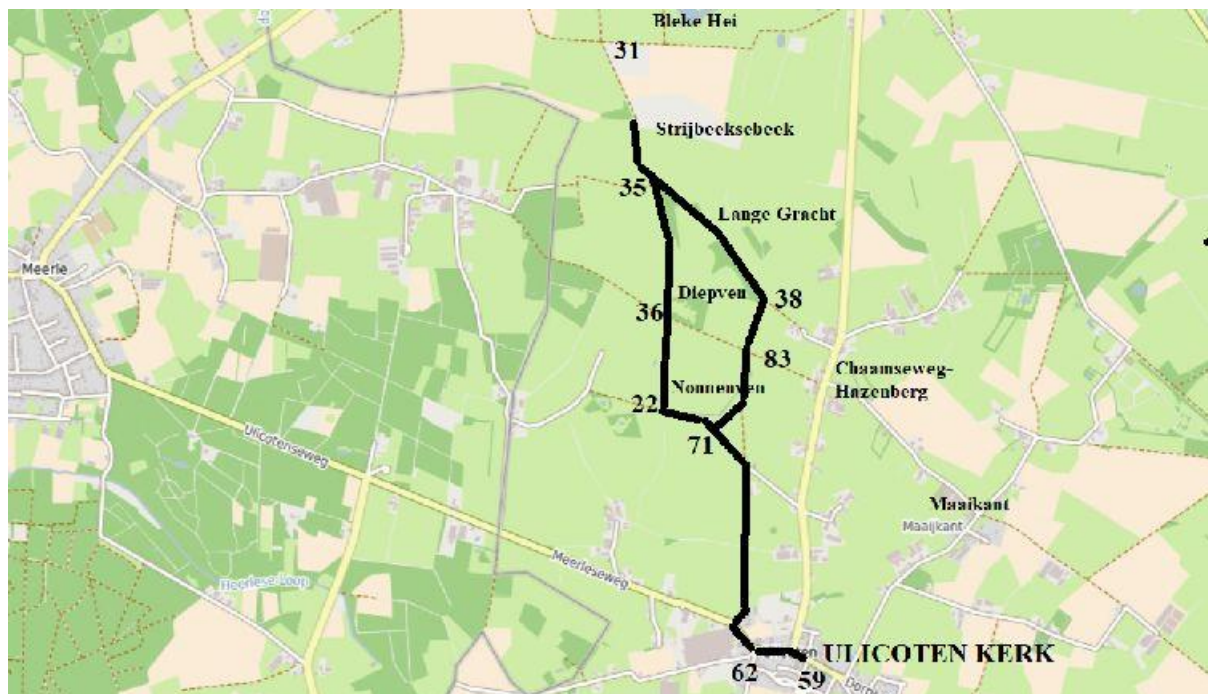 Bleke Hei
31
Strijbeeksebeek
35
Lange Gracht
Meerle
Diepven
38
36
83
Chaamseweg-
Hazenberg
Nonnenven
22
71
Ulicotenseweg
Maaikant
Maaijkant
Meerleseweg
Heerlese Loop
ULICOTEN KERK
62
59